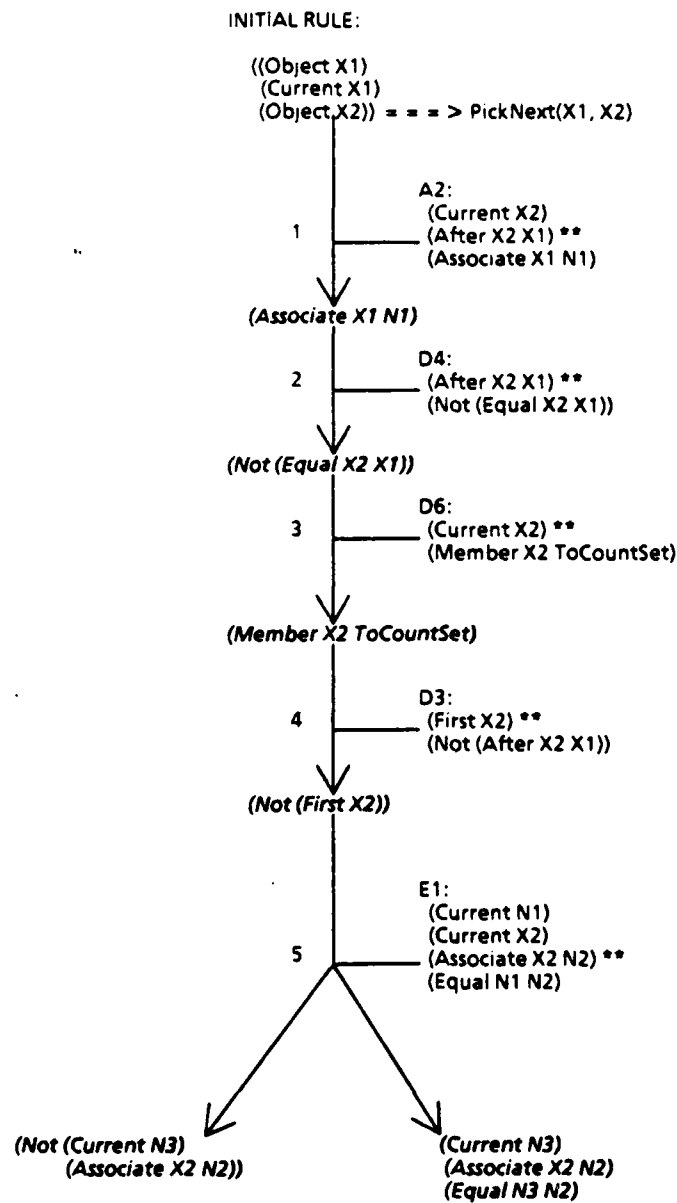 INITIAL RULE:
((Object X1)
(Current X1)
(Object X2)) = = = > PickNext(X1, X2)
A2:
(Current X2)
1
(After X2 X1) **
(Associate X1 N1)
(Associate X1 N1)
D4:
2
(After X2 X1) **
(Not (Equal X2 X1))
(Not (Equal X2 X1))
D6:
3
(Current X2) **
(Member X2 ToCountSet)
(Member X2 ToCountSet)
D3:
4
(First X2) **
(Not (After X2 X1))
(Not (First X2))
E1:
(Current N1)
(Current X2)
5
(Associate X2 N2) **
(Equal N1 N2)
(Not (Current N3)
(Associate X2 N2))
(Current N3)
(Associate X2 N2)
(Equal N3 N2)